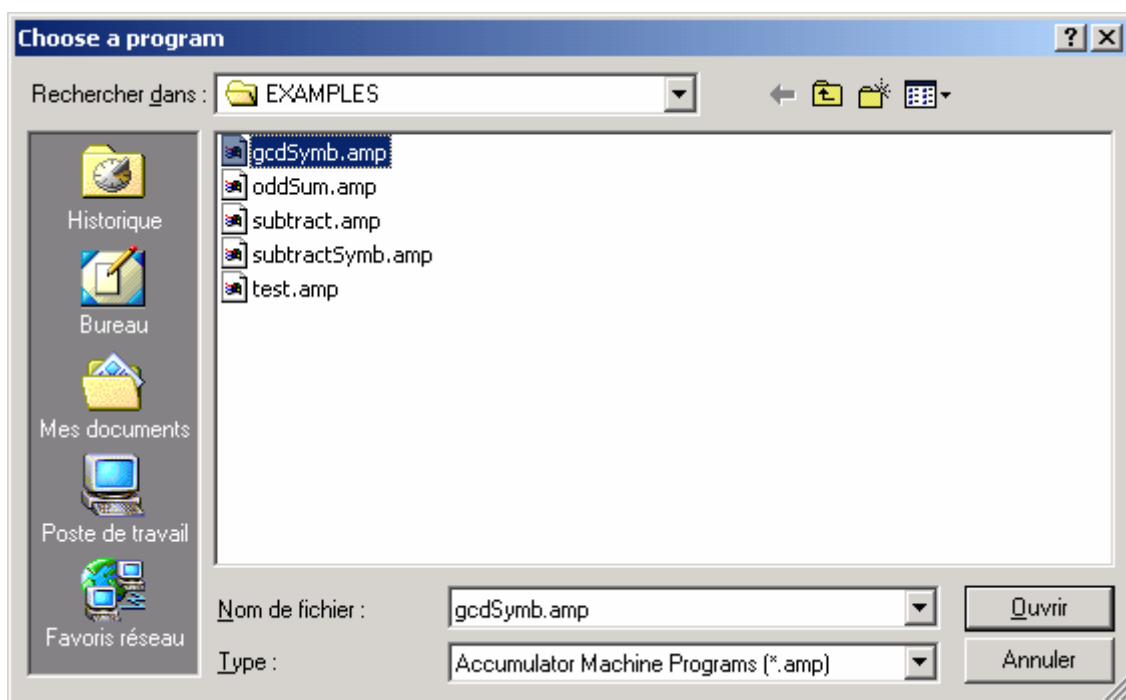 Choose a program
Rechercher dans : EXAMPLES
Historique
Bureau
Mes documents
Poste de travail
Favoris réseau
gcdSymb.amp
oddSum.amp
subtract.amp
subtractSymb.amp
test.amp
Nom de fichier : gcdSymb.amp Ouvrir
Type : Accumulator Machine Programs (*.amp) Annuler